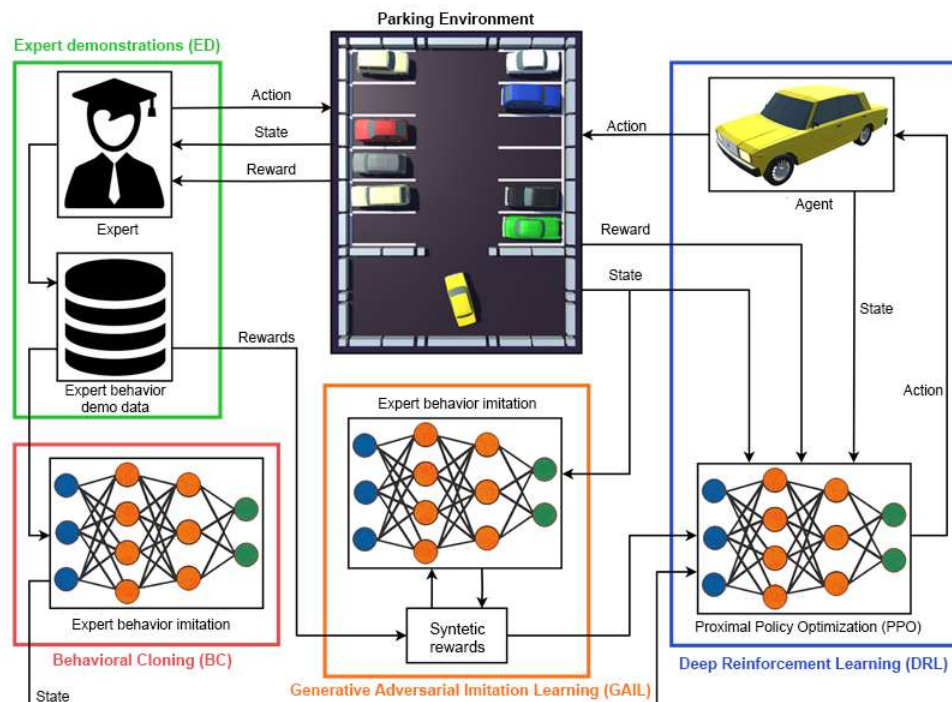 Parking Environment
Expert demonstrations (ED)
Action
State
Reward
Expert
Expert behavior
demo data
Rewards
Action
Agent
Reward
State
State
Action
Expert behavior imitation
Expert behavior imitation
Syntetic
rewards
Proximal Policy Optimization (PPO)
Behavioral Cloning (BC)
Generative Adversarial Imitation Learning (GAIL)
Deep Reinforcement Learning (DRL)
State